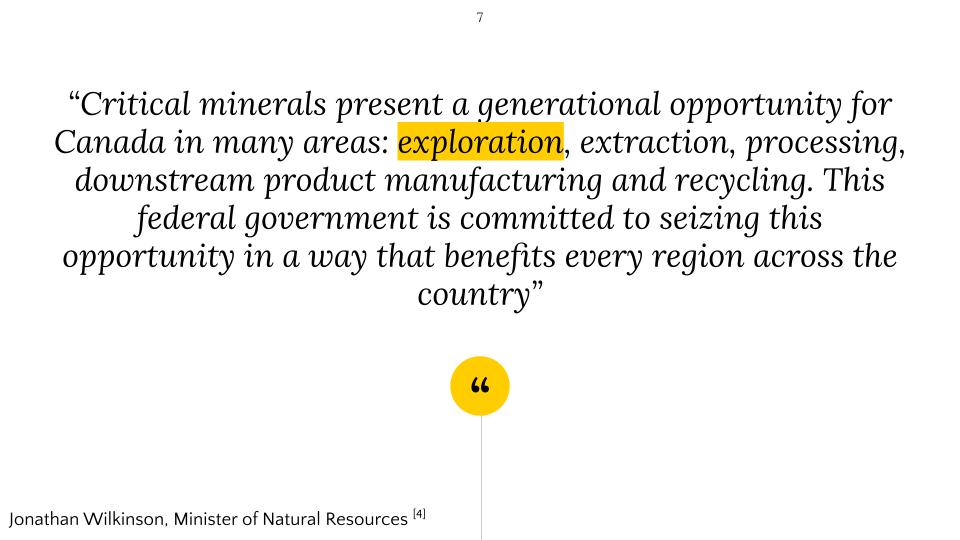 7
“Critical minerals present a generational opportunity for
Canada in many areas: exploration, extraction, processing,
downstream product manufacturing and recycling. This
federal government is committed to seizing this
opportunity in a way that benefits every region across the
country”
“
Jonathan Wilkinson, Minister of Natural Resources [4]